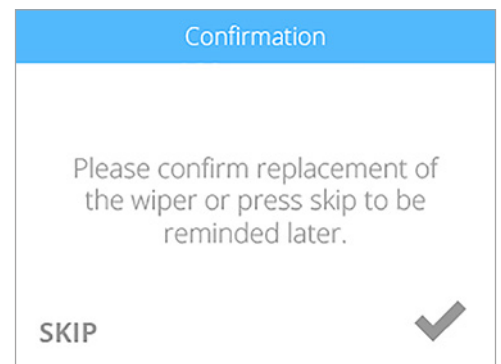 Confirmation
Please confirm replacement of
the wiper or press skip to be
reminded later.
SKIP